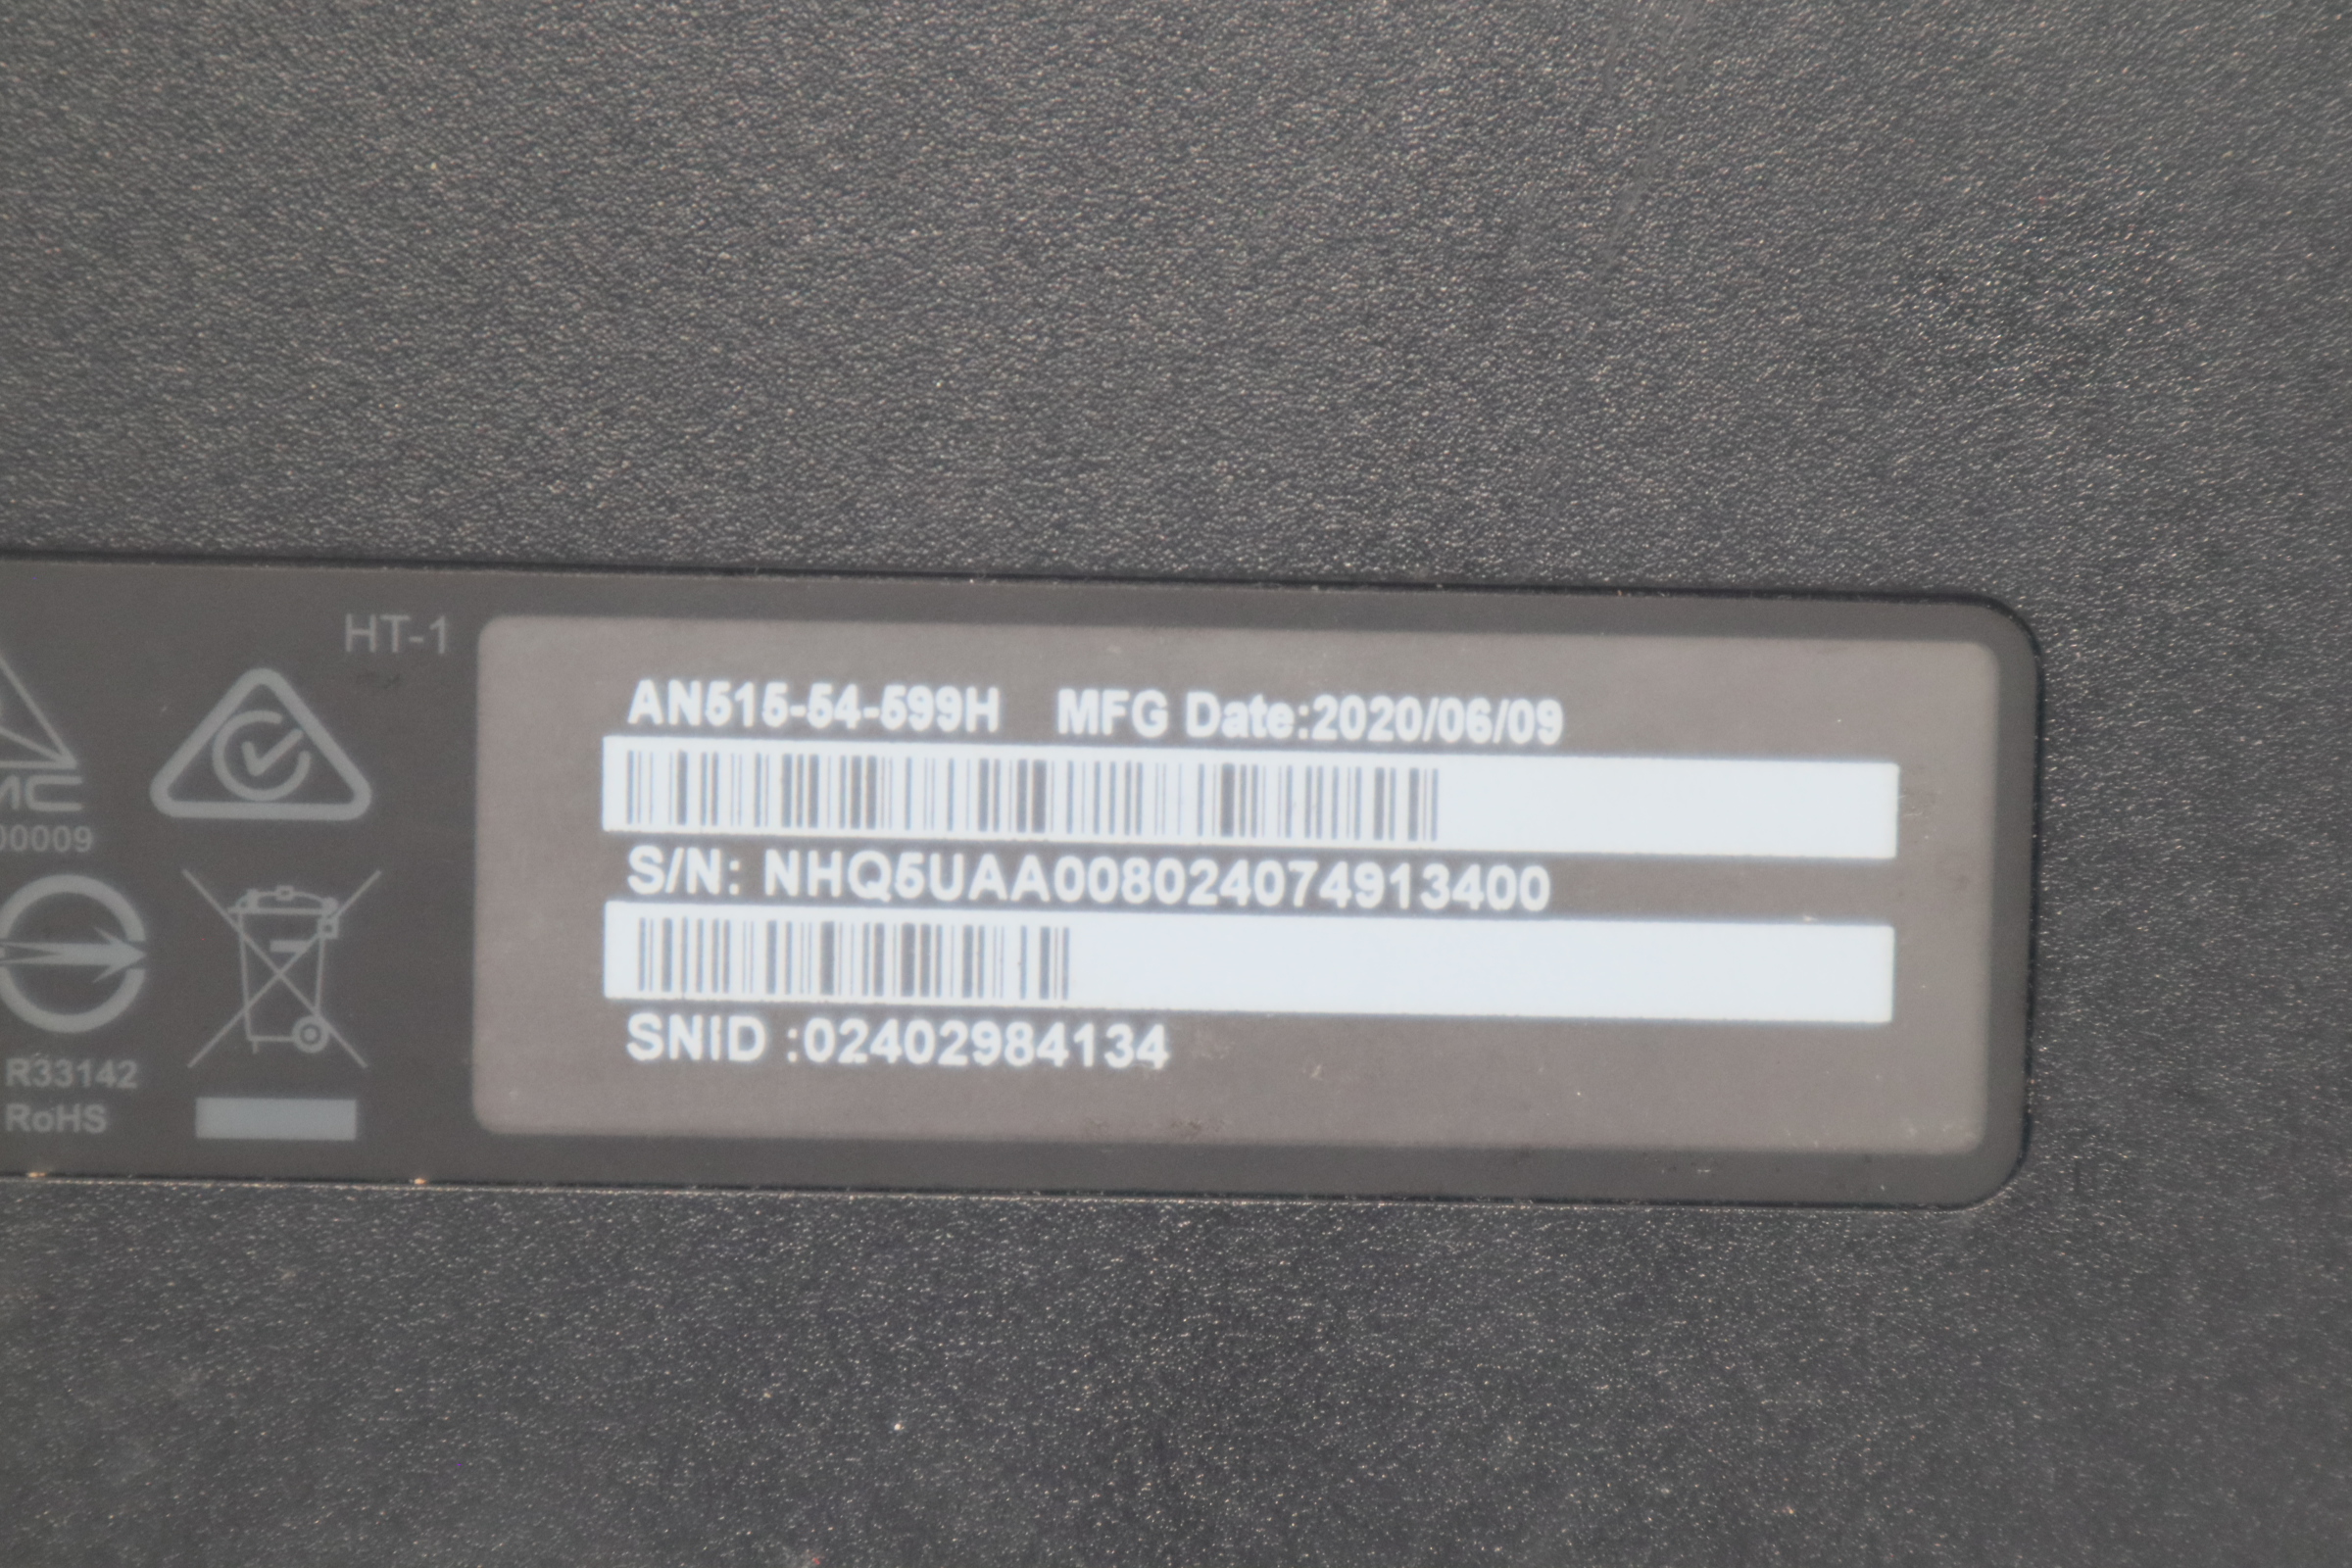 HT-1
AN515-54-599H MFG Date:2020/06/09
00009
S/N: NHQ5UAA008024074913400
SNID :02402984134
R33142
RoHS